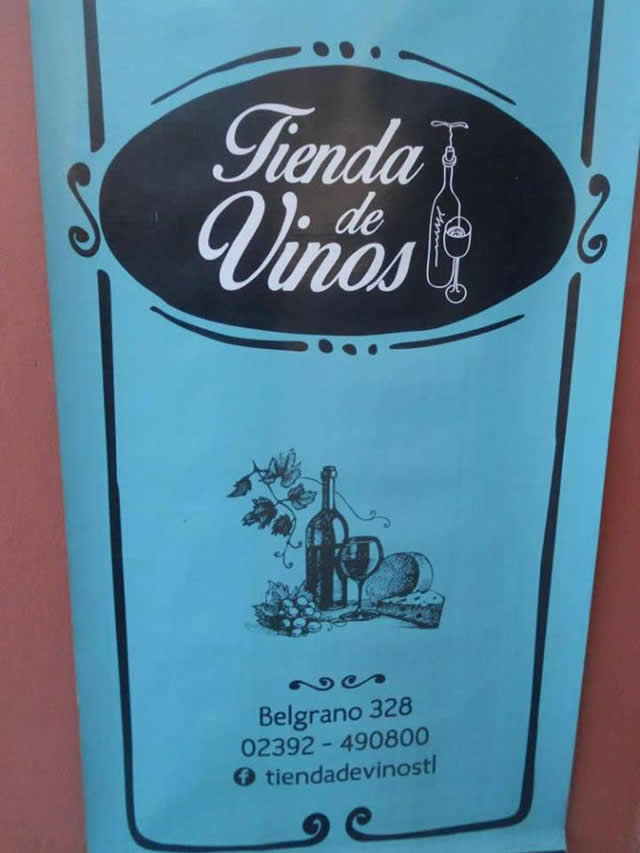 Tienda
de
Vinos
Belgrano 328
02392 - 490800
tiendadevinostl